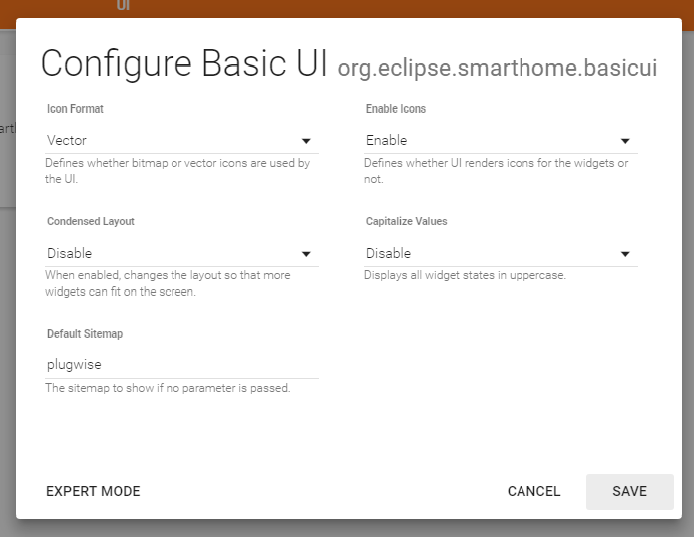 UI
Configure Basic UI org.eclipse.smarthome.basicui
Icon Format
Vector
Defines whether bitmap or vector icons are used by
the UI.
Enable Icons
Enable
Defines whether UI renders icons for the widgets or
not.
Condensed Layout
Disable
When enabled, changes the layout so that more
widgets can fit on the screen.
Capitalize Values
Disable
Displays all widget states in uppercase.
Default Sitemap
plugwise
The sitemap to show if no parameter is passed.
EXPERT MODE
CANCEL
SAVE